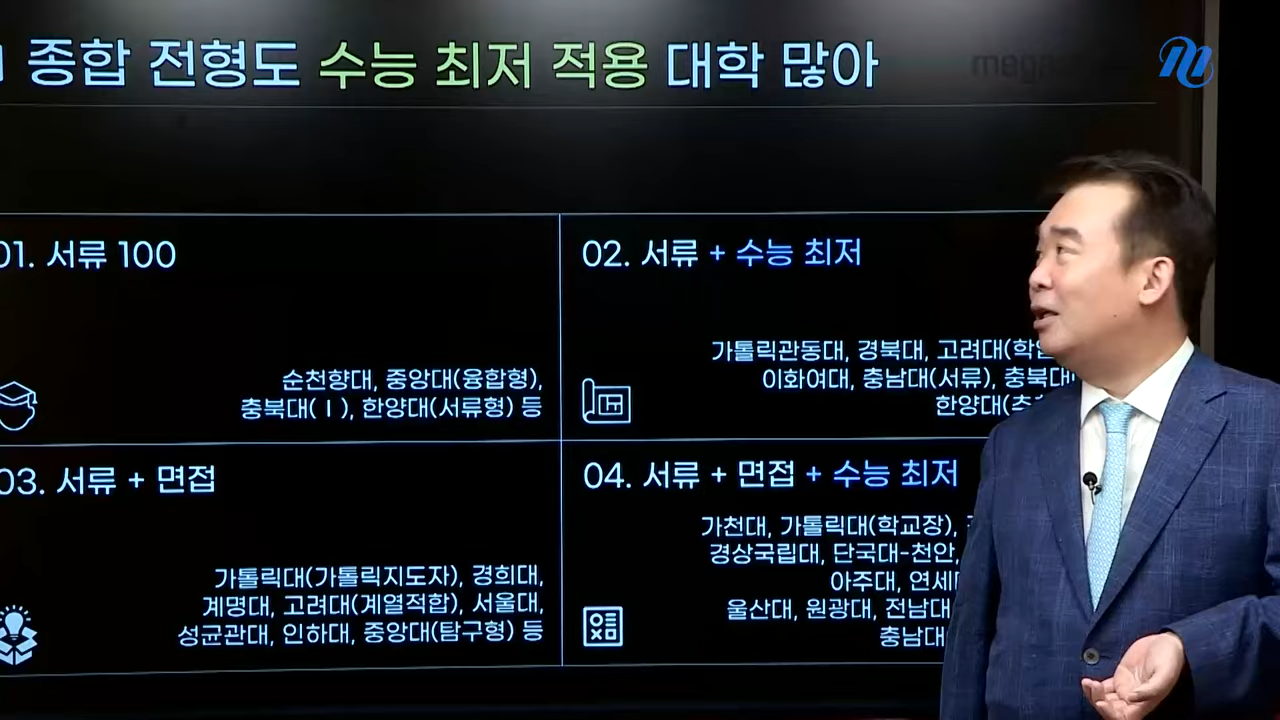 종합 전형도 수능 최저 적용 대학 많아
mega
01. 서류 100
순천향대, 중앙대(융합형),
충북대(Ⅰ), 한양대(서류형) 등
02. 서류 + 수능 최저
가톨릭관동대, 경북대, 고려대(학업
이화여대, 충남대(서류), 충북대
한양대(추
03. 서류 + 면접
가톨릭대(가톨릭지도자), 경희대,
계명대, 고려대(계열적합), 서울대,
성균관대, 인하대, 중앙대(탐구형) 등
04. 서류 + 면접 + 수능 최저
가천대, 가톨릭대(학교장),
경상국립대, 단국대-천안,
아주대, 연세대
울산대, 원광대, 전남대
충남대